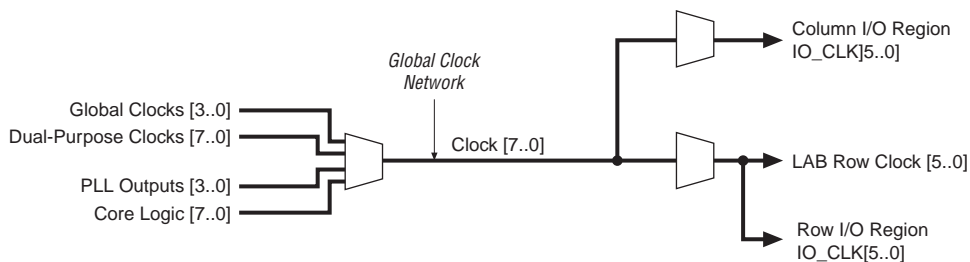 Column I/O Region
IO_CLK]5..0]
Global Clock
Network
Global Clocks [3..0]
Dual-Purpose Clocks [7..0]
Clock [7..0]
LAB Row Clock [5..0]
PLL Outputs [3..0]
Core Logic [7..0]
Row I/O Region
IO_CLK[5..0]